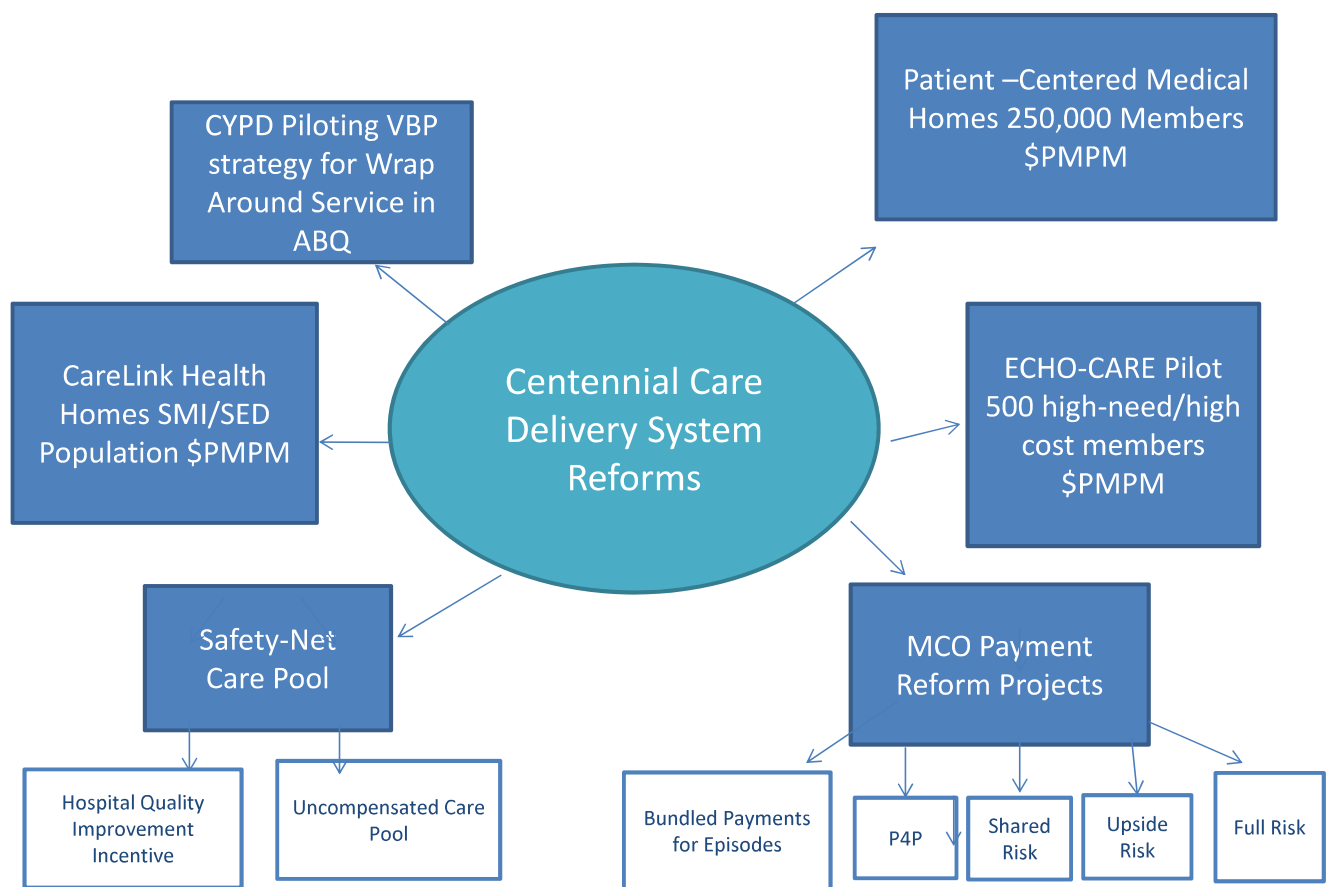 Patient –Centered Medical
Homes 250,000 Members
$PMPM
CYPD Piloting VBP
strategy for Wrap
Around Service in
ABQ
CareLink Health
Homes SMI/SED
Population $PMPM
Centennial Care
Delivery System
Reforms
ECHO-CARE Pilot
500 high-need/high
cost members
$PMPM
Safety-Net
Care Pool
MCO Payment
Reform Projects
Hospital Quality
Improvement
Incentive
Uncompensated Care
Pool
Bundled Payments
for Episodes
P4P
Shared
Risk
Upside
Risk
Full Risk